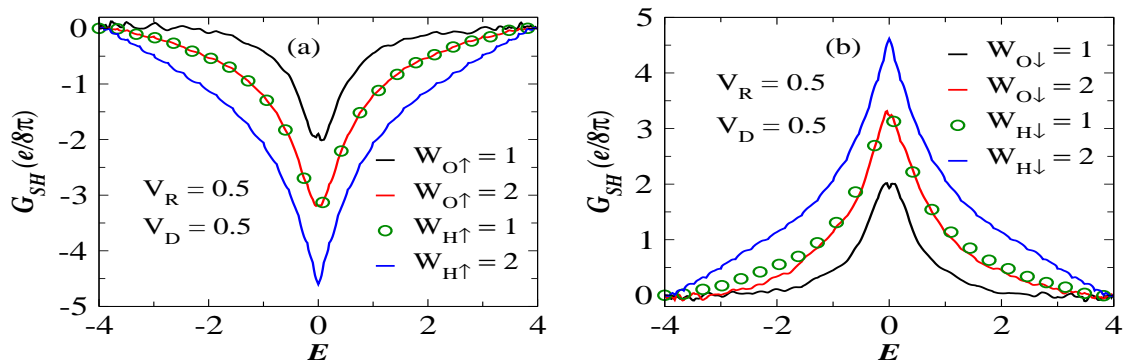 (a)
V_R = 0.5
V_D = 0.5
W_O↑ = 1
W_O↑ = 2
W_H↑ = 1
W_H↑ = 2
G_SH (e/8π)
0
-1
-2
-3
-4
-5
-4 -2 0 2 4
E
(b)
V_R = 0.5
V_D = 0.5
W_O↓ = 1
W_O↓ = 2
W_H↓ = 1
W_H↓ = 2
G_SH (e/8π)
5
4
3
2
1
0
-4 -2 0 2 4
E